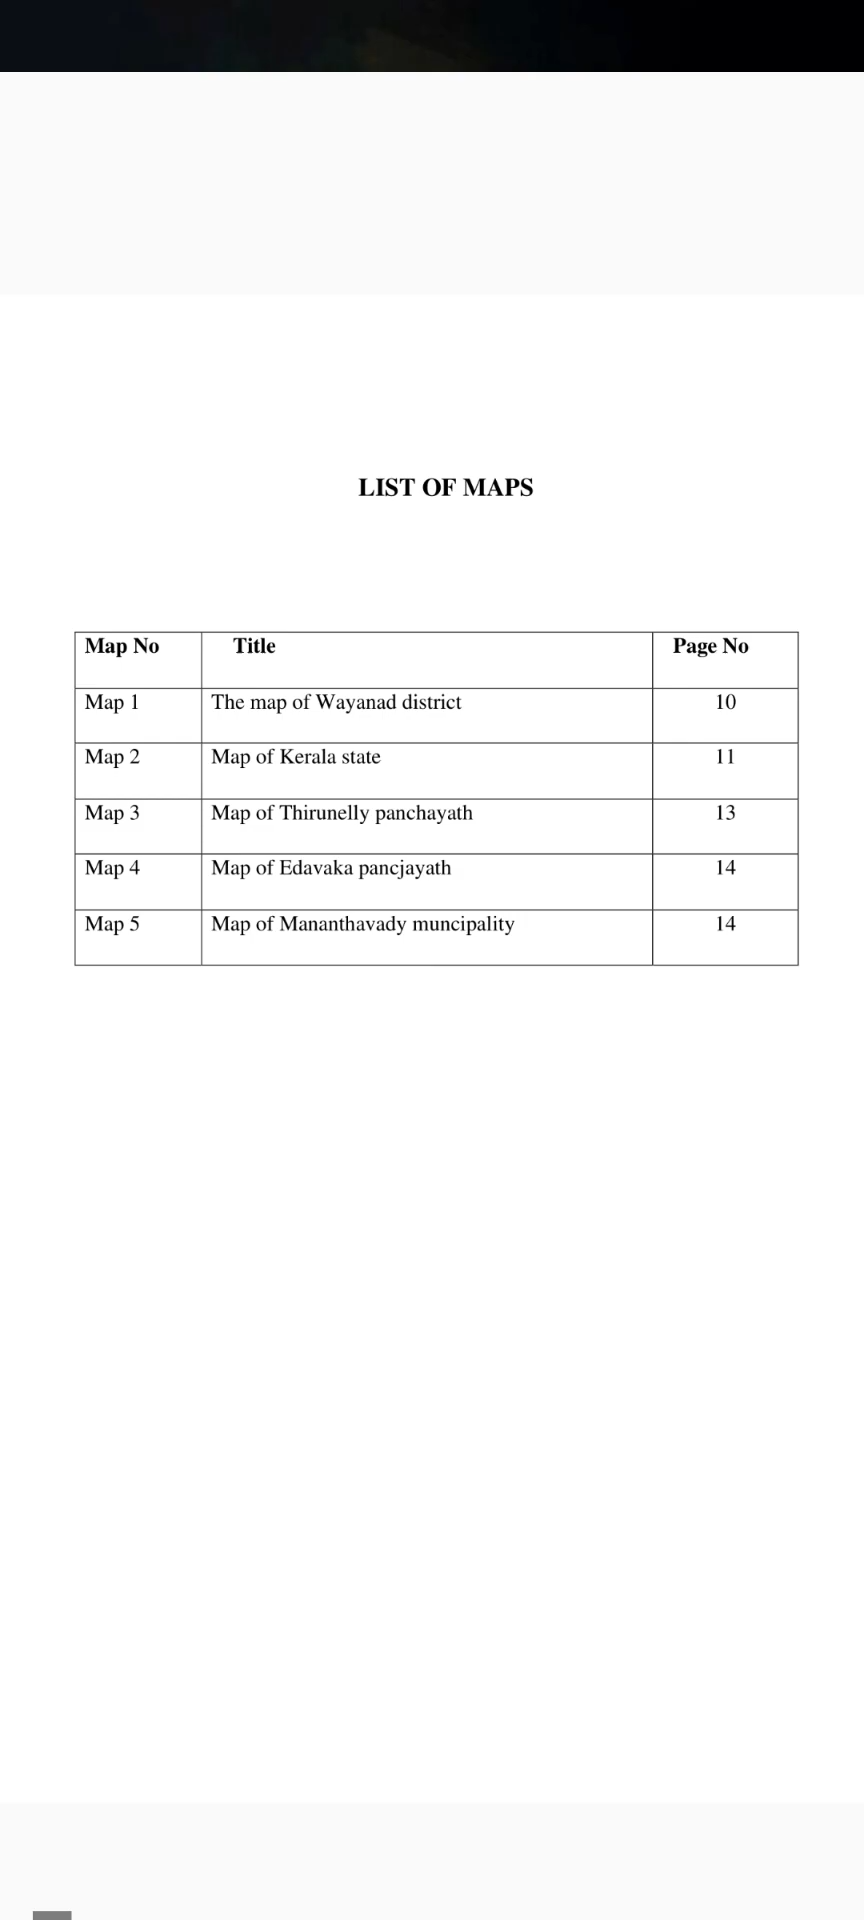 LIST OF MAPS
Map No Title Page No
Map 1 The map of Wayanad district 10
Map 2 Map of Kerala state 11
Map 3 Map of Thirunelly panchayath 13
Map 4 Map of Edavaka pancjayath 14
Map 5 Map of Mananthavady muncipality 14